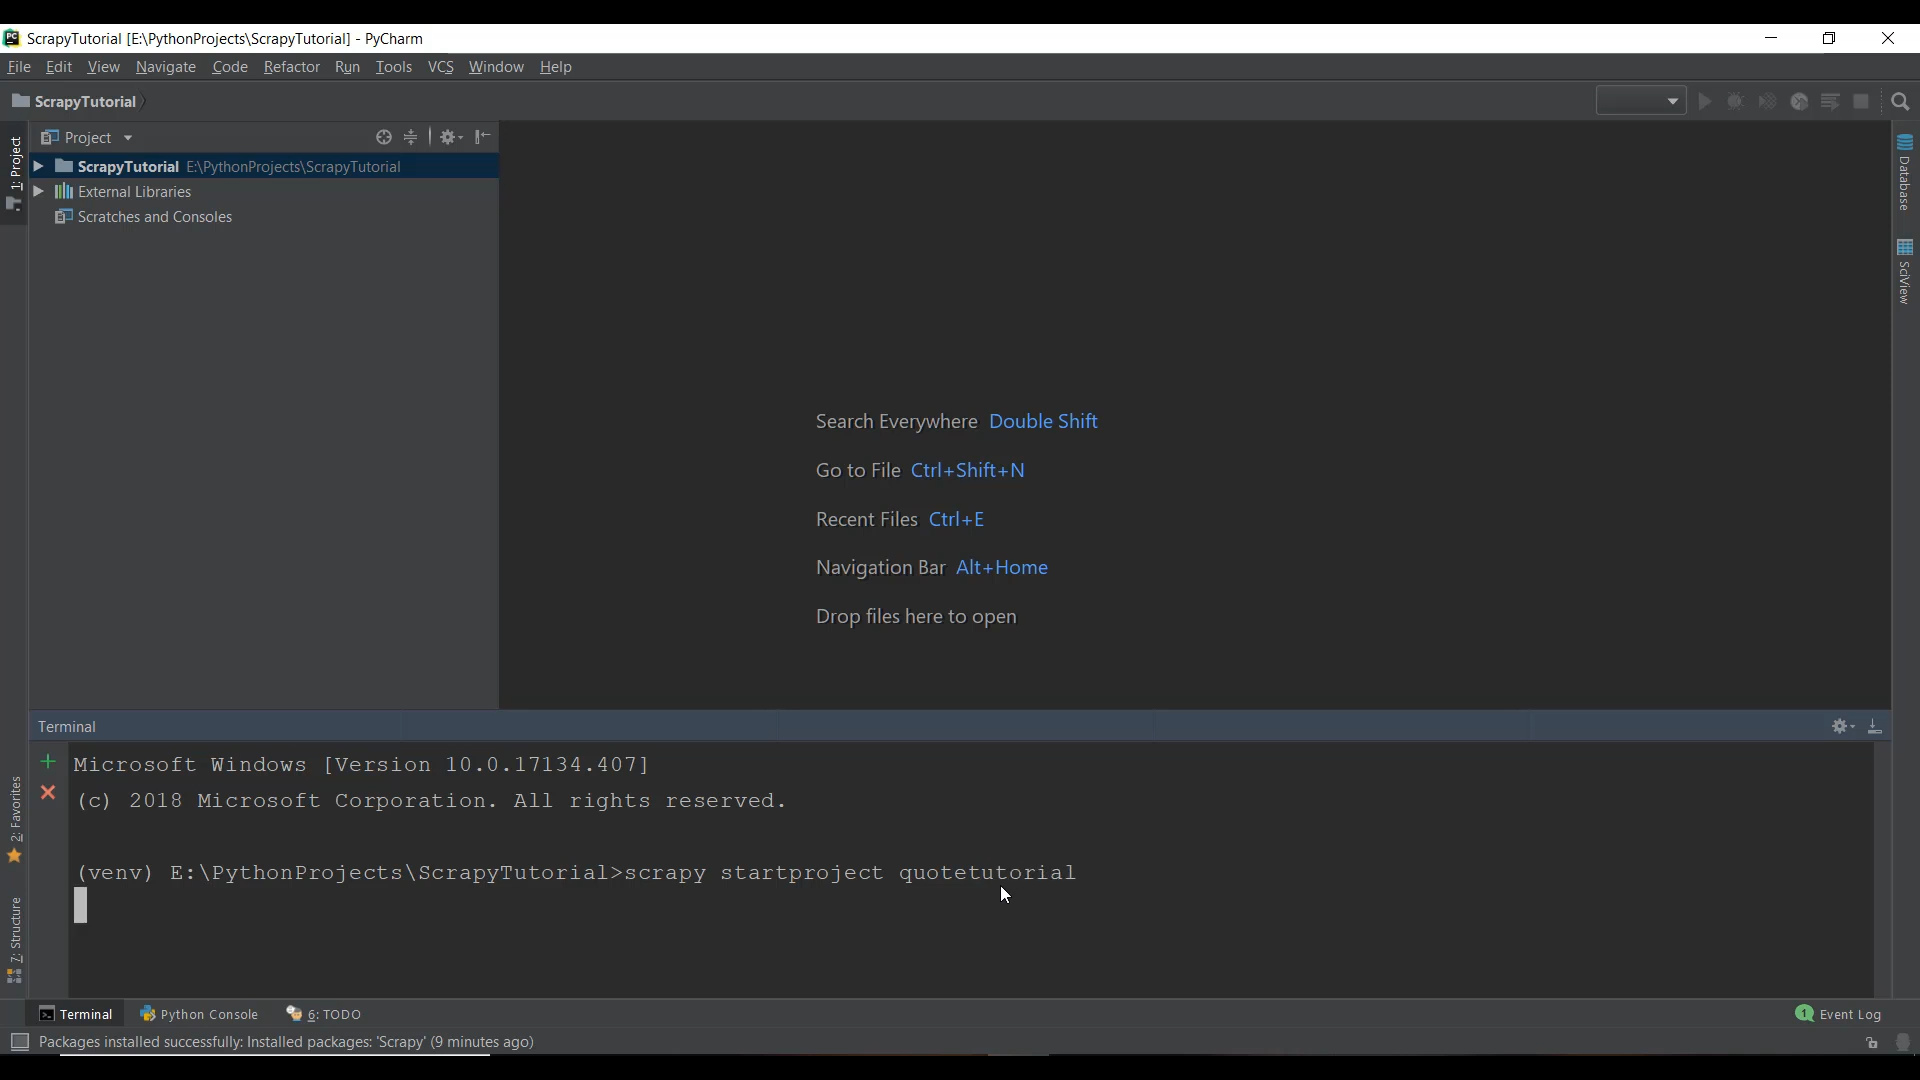 ScrapyTutorial [E:\PythonProjects\ScrapyTutorial] - PyCharm
File Edit View Navigate Code Refactor Run Tools VCS Window Help
ScrapyTutorial
Project
1: Project
ScrapyTutorial E:\PythonProjects\ScrapyTutorial
External Libraries
Scratches and Consoles
Database
SciView
Search Everywhere Double Shift
Go to File Ctrl+Shift+N
Recent Files Ctrl+E
Navigation Bar Alt+Home
Drop files here to open
Terminal
Microsoft Windows [Version 10.0.17134.407]
(c) 2018 Microsoft Corporation. All rights reserved.
(venv) E:\PythonProjects\ScrapyTutorial>scrapy startproject quotetutorial
2: Favorites
7: Structure
Terminal Python Console 6: TODO 1 Event Log
Packages installed successfully: Installed packages: 'Scrapy' (9 minutes ago)